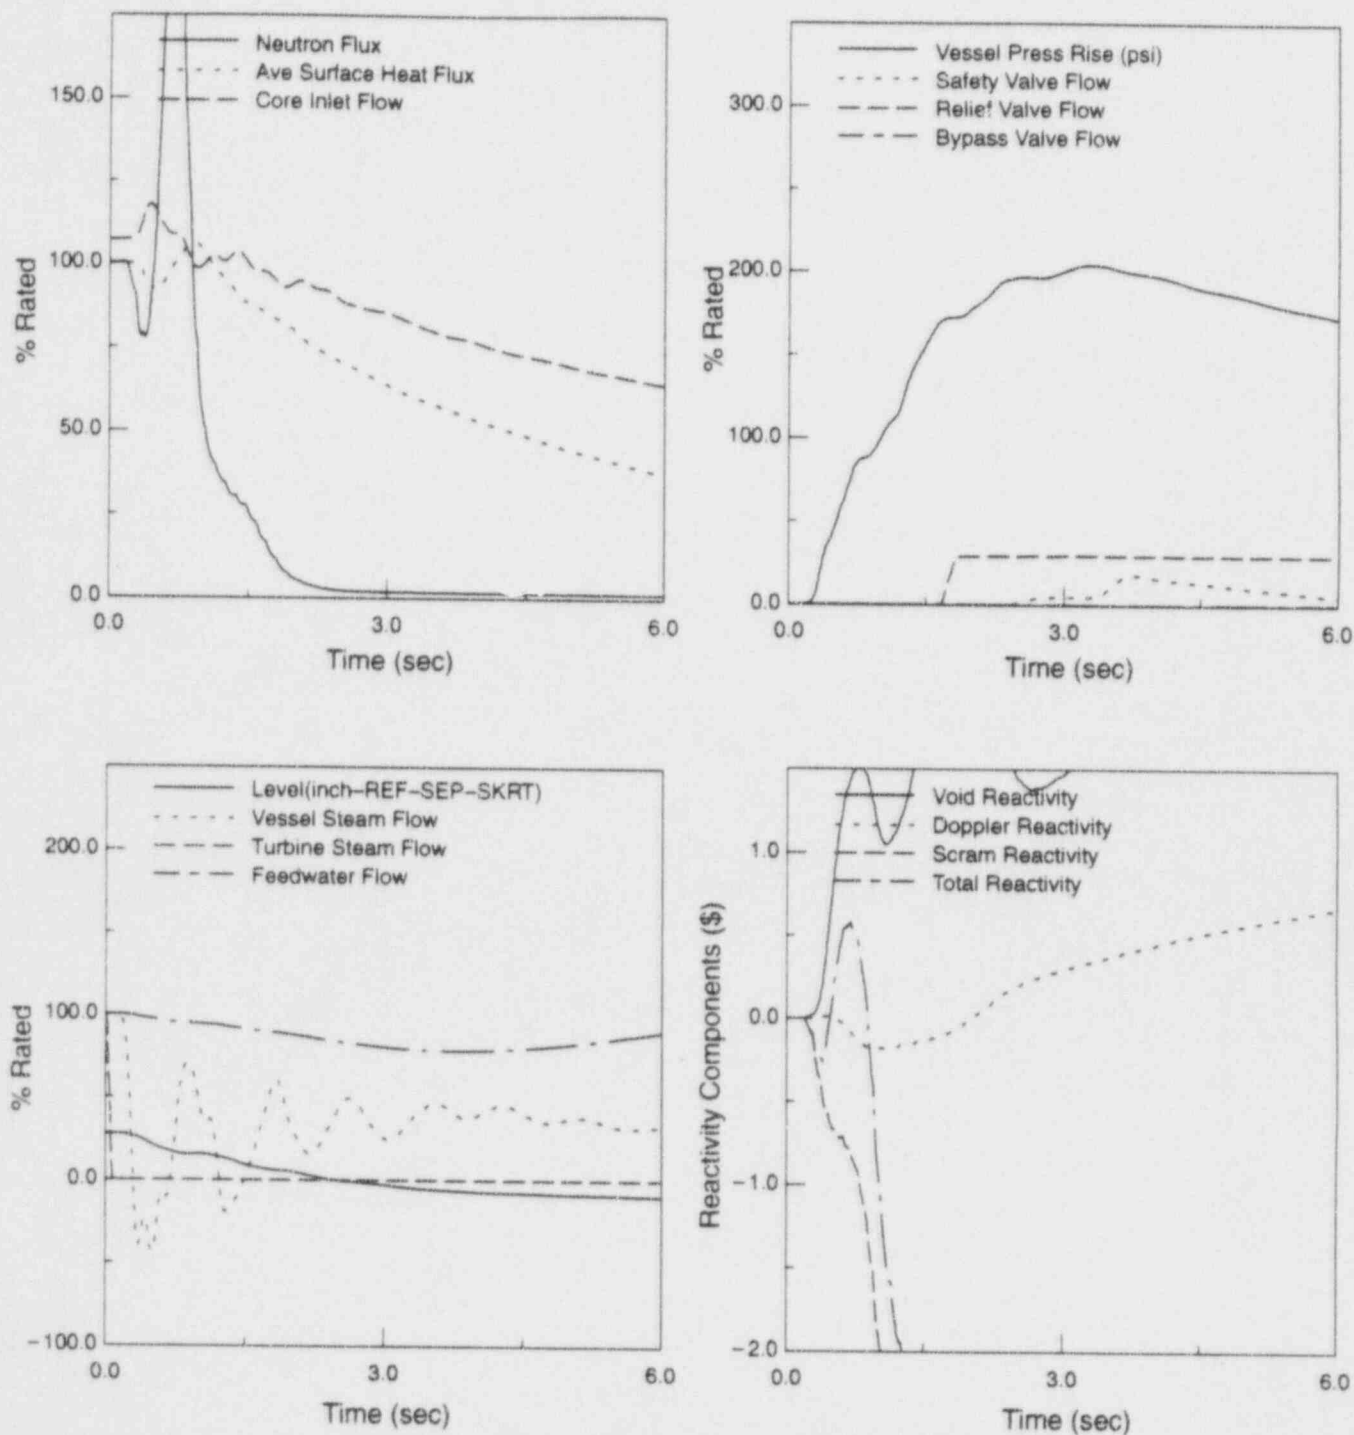 Neutron Flux
Ave Surface Heat Flux
Core Inlet Flow
150.0
100.0
50.0
0.0
% Rated
0.0
3.0
6.0
Time (sec)
Vessel Press Rise (psi)
Safety Valve Flow
Relief Valve Flow
Bypass Valve Flow
300.0
200.0
100.0
0.0
% Rated
0.0
3.0
6.0
Time (sec)
Level(inch-REF-SEP-SKRT)
Vessel Steam Flow
Turbine Steam Flow
Feedwater Flow
200.0
100.0
0.0
-100.0
% Rated
0.0
3.0
6.0
Time (sec)
Void Reactivity
Doppler Reactivity
Scram Reactivity
Total Reactivity
1.0
0.0
-1.0
-2.0
Reactivity Components ($)
0.0
3.0
6.0
Time (sec)